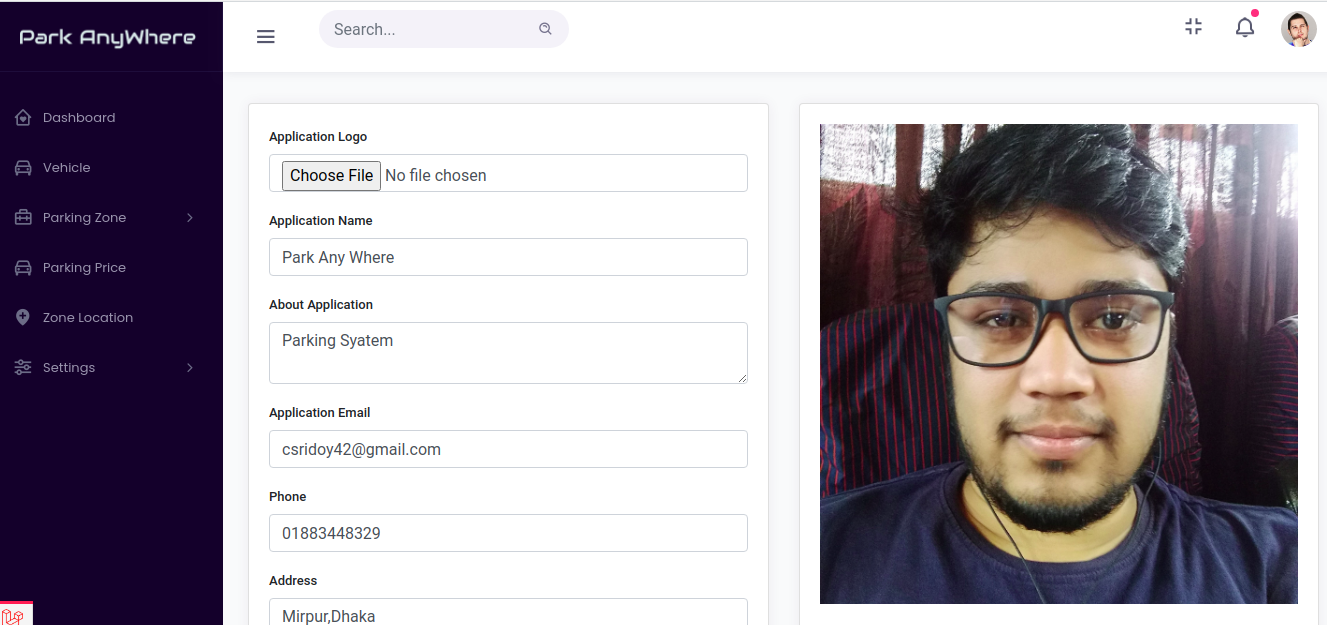 Park AnyWhere
Search...
Dashboard
Vehicle
Parking Zone
Parking Price
Zone Location
Settings
Application Logo
Choose File No file chosen
Application Name
Park Any Where
About Application
Parking Syatem
Application Email
csridoy42@gmail.com
Phone
01883448329
Address
Mirpur,Dhaka